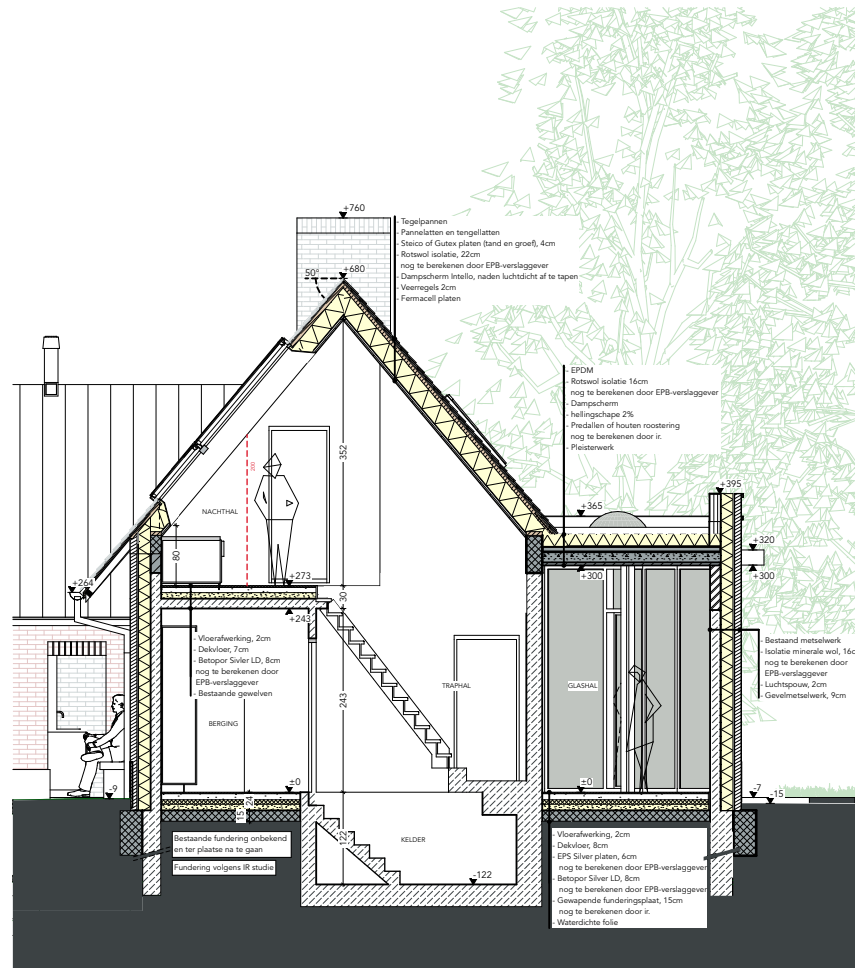 +760
- Tegelpannen
- Pannelatten en tengellatten
- Steico of Gutex platen (tand en groef), 4cm
- Rotswol isolatie, 22cm
nog te berekenen door EPB-verslaggever
- Dampscherm Intello, naden luchtdicht af te tapen
- Veerregels 2cm
- Fermacell platen
50°
+680
- EPDM
- Rotswol isolatie 16cm
nog te berekenen door EPB-verslaggever
- Dampscherm
- hellingschape 2%
- Predallen of houten roostering
nog te berekenen door ir.
- Pleisterwerk
352
200
NACHTHAL
80
+395
+365
+320
+300
+300
+273
+264
30
+243
- Vloerafwerking, 2cm
- Dekvloer, 7cm
- Betopor Sivler LD, 8cm
nog te berekenen door
EPB-verslaggever
- Bestaande gewelven
- Bestaand metselwerk
- Isolatie minerale wol, 16c
nog te berekenen door
EPB-verslaggever
- Luchtspouw, 2cm
- Gevelmetselwerk, 9cm
TRAPHAL
GLASHAL
243
BERGING
±0
±0
-9
-7
-15
24
15
122
KELDER
-122
Bestaande fundering onbekend
en ter plaatse na te gaan
Fundering volgens IR studie
- Vloerafwerking, 2cm
- Dekvloer, 8cm
- EPS Silver platen, 6cm
nog te berekenen door EPB-verslaggever
- Betopor Silver LD, 8cm
nog te berekenen door EPB-verslaggever
- Gewapende funderingsplaat, 15cm
nog te berekenen door ir.
- Waterdichte folie